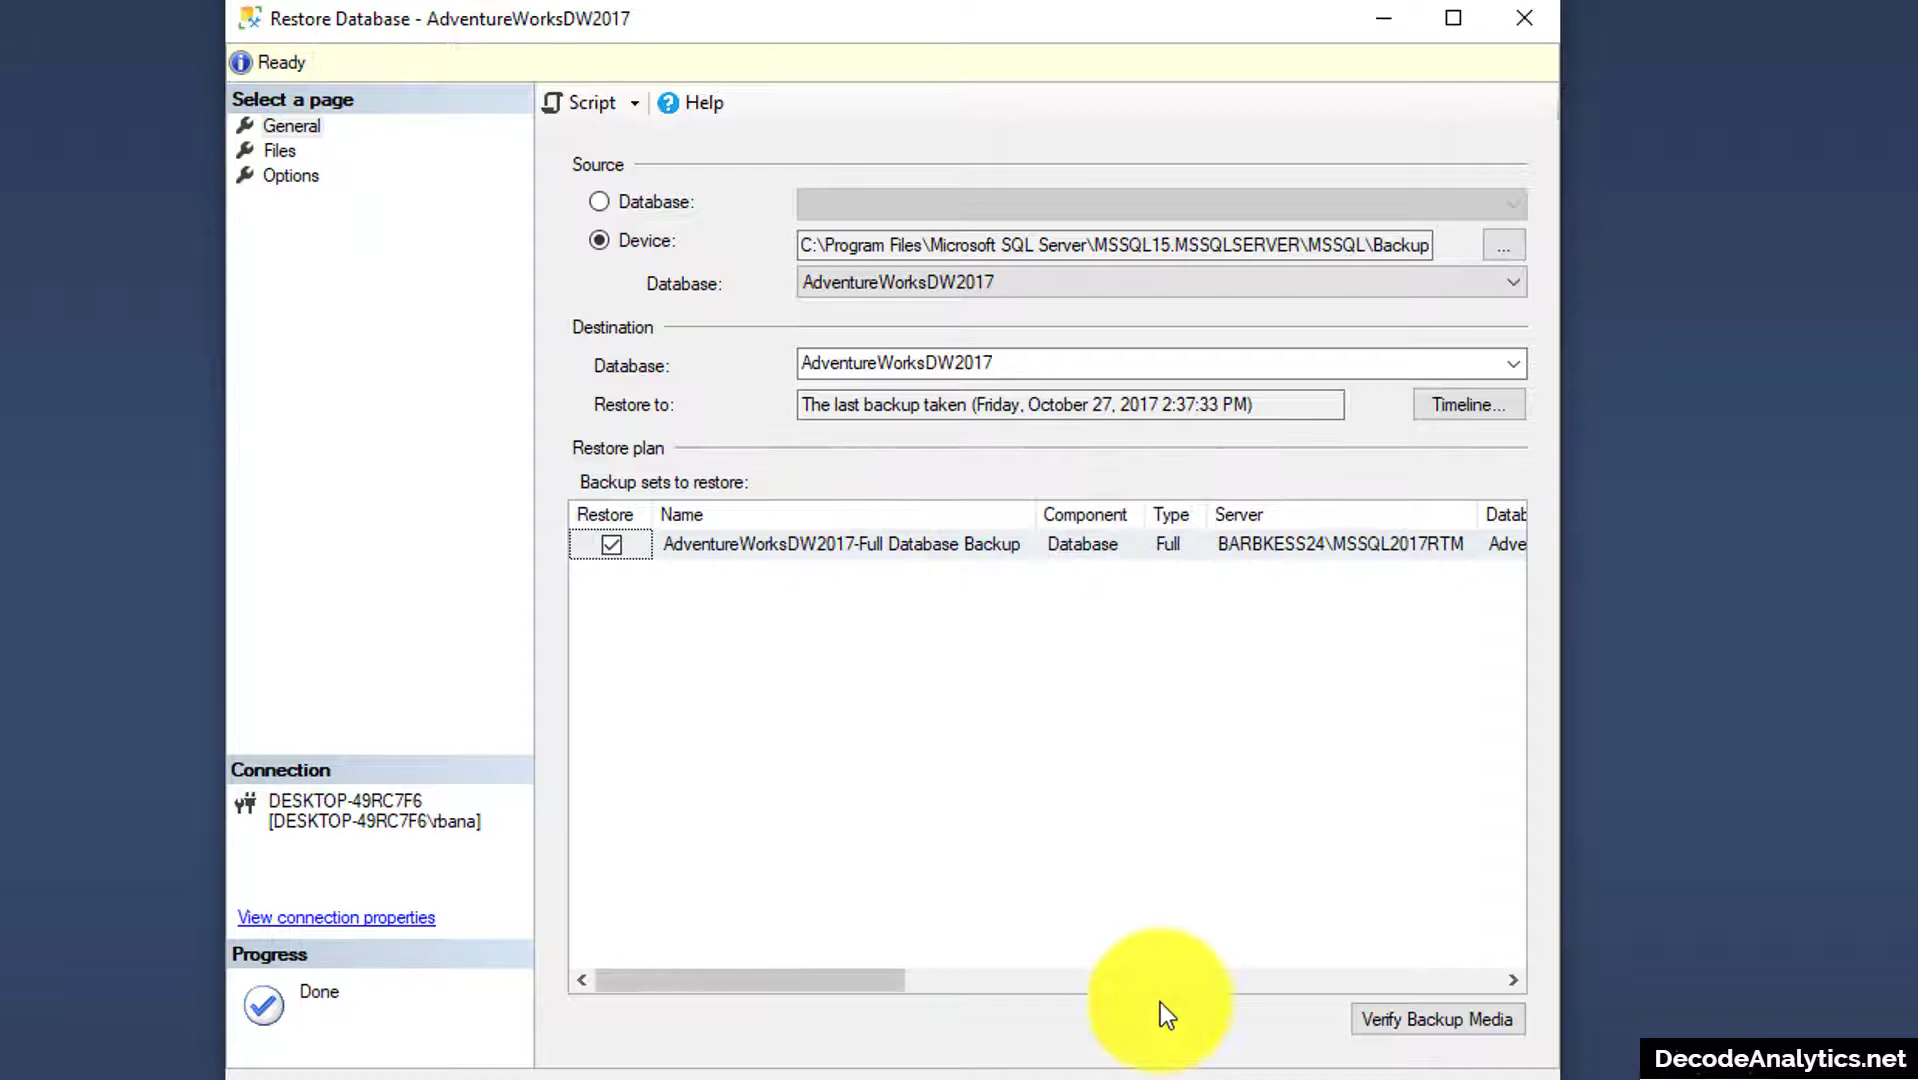 Restore Database - AdventureWorksDW2017
Ready
Select a page
General
Files
Options
Script
Help
Source
Database:
Device:
C:\Program Files\Microsoft SQL Server\MSSQL15.MSSQLSERVER\MSSQL\Backup
...
Database:
AdventureWorksDW2017
Destination
Database:
AdventureWorksDW2017
Restore to:
The last backup taken (Friday, October 27, 2017 2:37:33 PM)
Timeline...
Restore plan
Backup sets to restore:
Restore Name Component Type Server Datab
AdventureWorksDW2017-Full Database Backup Database Full BARBKESS24\MSSQL2017RTM Adve
Connection
DESKTOP-49RC7F6
[DESKTOP-49RC7F6\rbana]
View connection properties
Progress
Done
Verify Backup Media
DecodeAnalytics.net